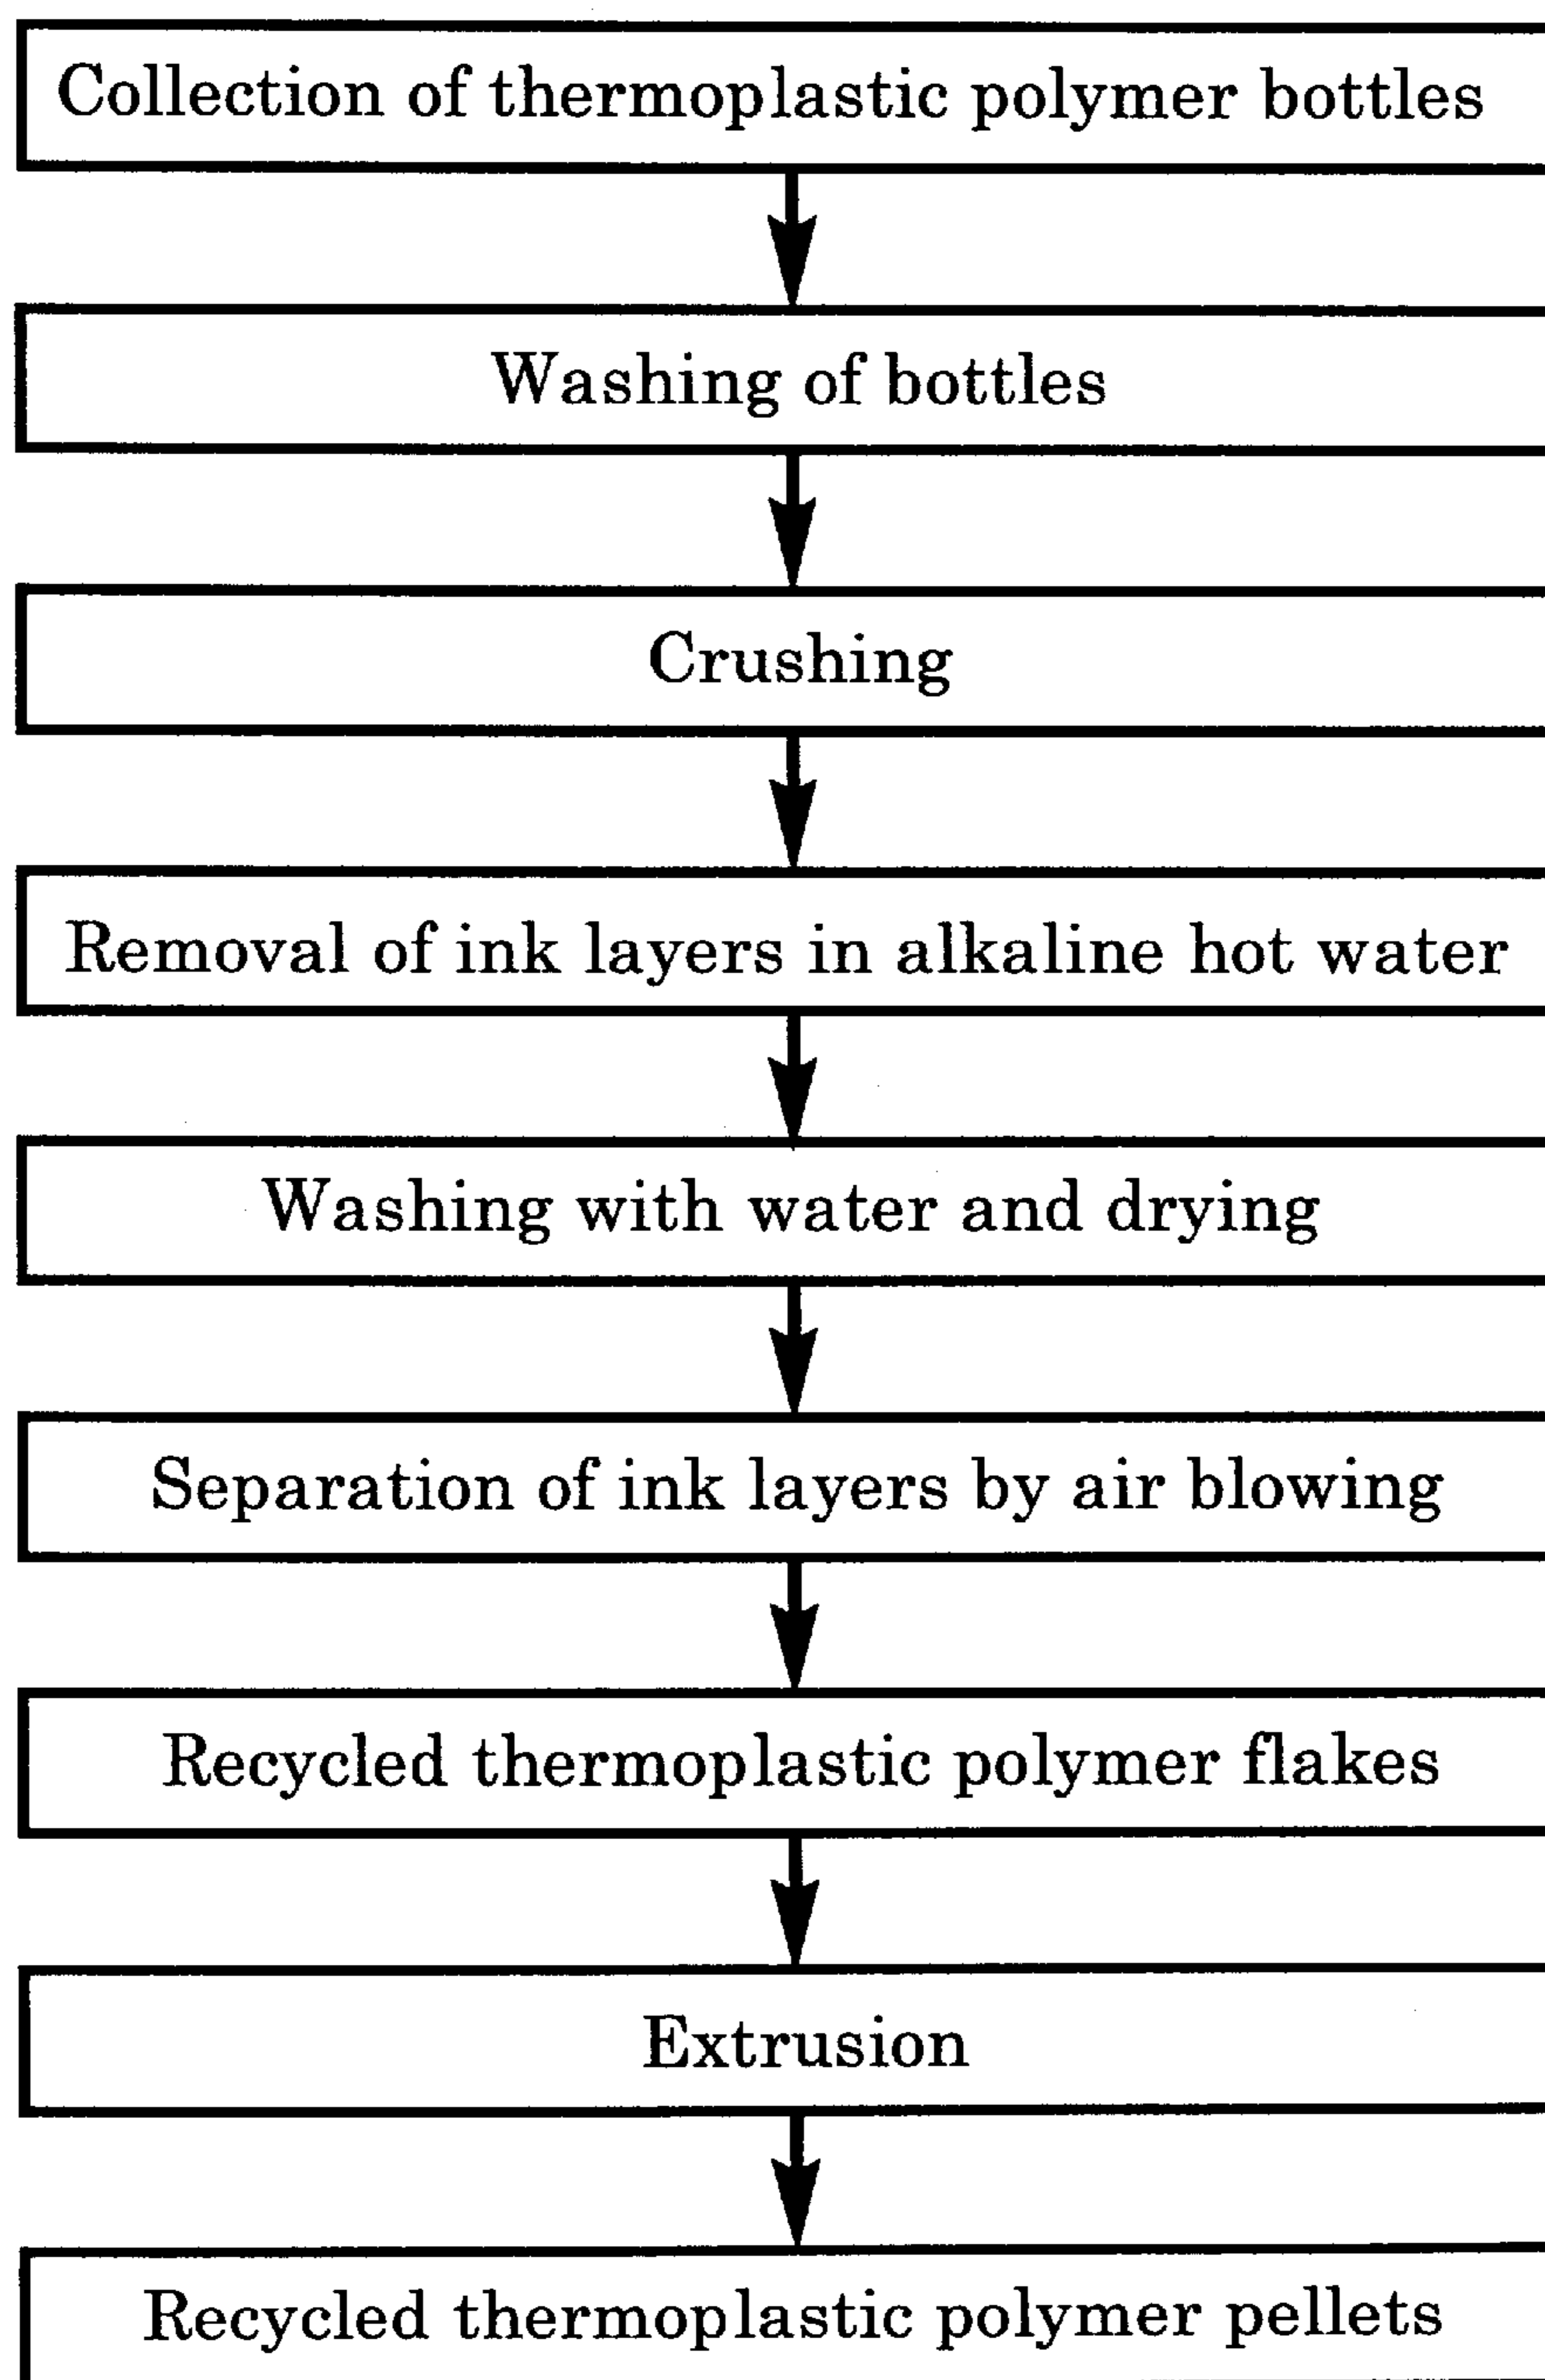 Collection of thermoplastic polymer bottles
Washing of bottles
Crushing
Removal of ink layers in alkaline hot water
Washing with water and drying
Separation of ink layers by air blowing
Recycled thermoplastic polymer flakes
Extrusion
Recycled thermoplastic polymer pellets